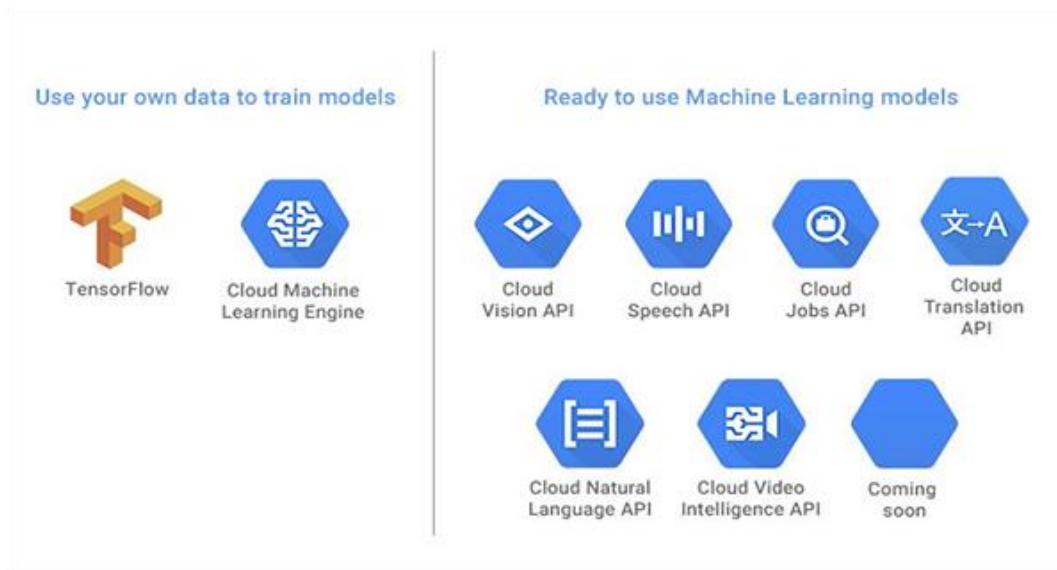 Use your own data to train models
Ready to use Machine Learning models
TensorFlow
Cloud Machine
Learning Engine
Cloud
Vision API
Cloud
Speech API
Cloud
Jobs API
文→A
Cloud
Translation
API
Cloud Natural
Language API
Cloud Video
Intelligence API
Coming
soon